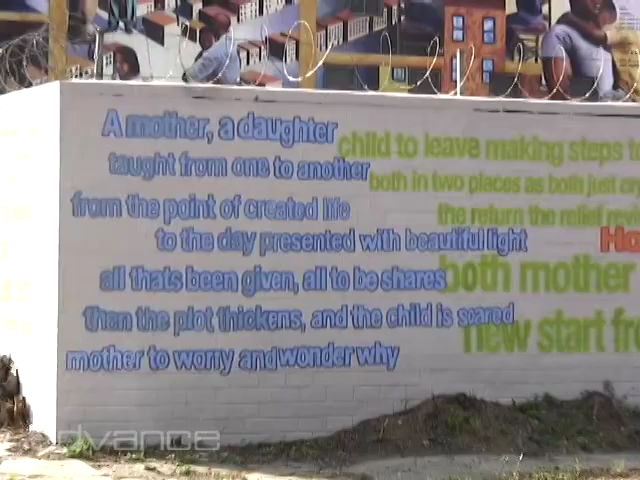 A mother, a daughter
taught from one to another
from the point of created life
to the day presented with beautiful light
all thats been given, all to be shares
then the plot thickens, and the child is scared
mother to worry and wonder why
child to leave making steps to
both in two places as both just
the return the relief
both mother
new start
Ho
dvance